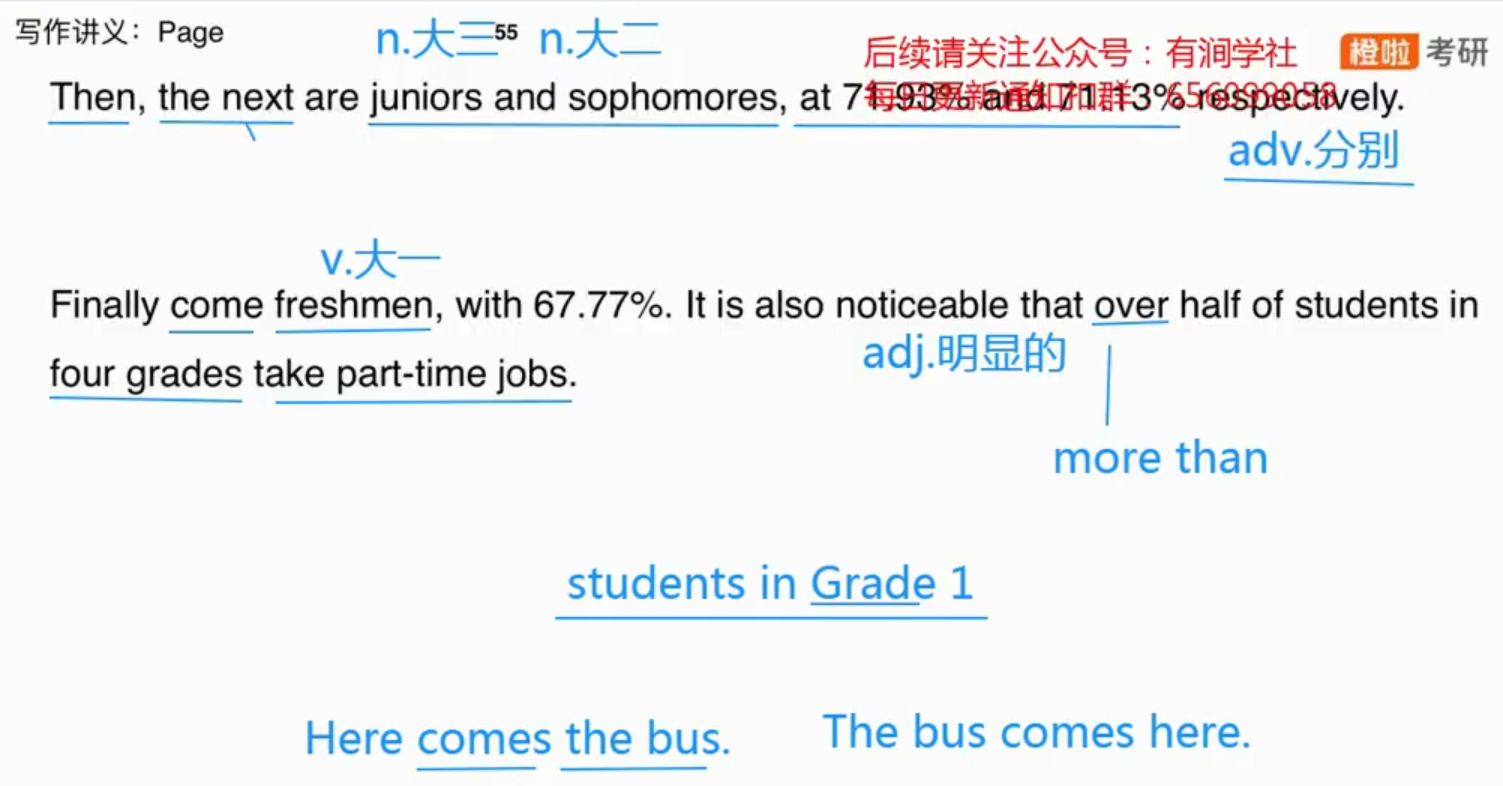 写作讲义：Page 55
n.大三 n.大二
后续请关注公众号：有涧学社
橙啦 考研
Then, the next are juniors and sophomores, at 71.93% and 71.13% respectively.
每日更新通知扣群
adv.分别
v.大一
Finally come freshmen, with 67.77%. It is also noticeable that over half of students in
adj.明显的
four grades take part-time jobs.
more than
students in Grade 1
Here comes the bus. The bus comes here.